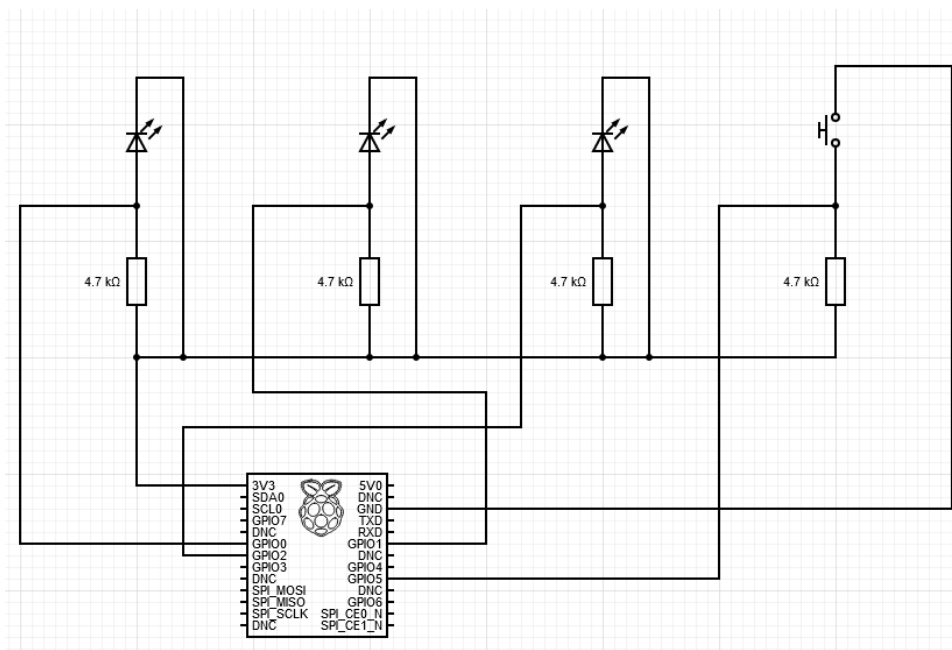 4.7 kΩ
4.7 kΩ
4.7 kΩ
4.7 kΩ
3V3 5V0
SDA0 DNC
SCL0 GND
GPIO7 TXD
DNC RXD
GPIO0 GPIO1
GPIO2 DNC
GPIO3 GPIO4
DNC GPIO5
SPI_MOSI DNC
SPI_MISO GPIO6
SPI_SCLK SPI_CE0_N
DNC SPI_CE1_N